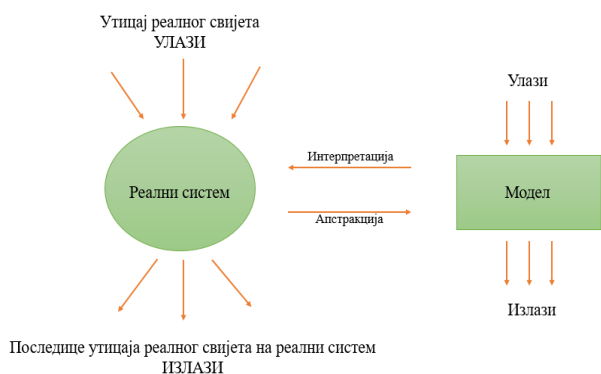 Утицај реалног свијета
УЛАЗИ
Улази
Интерпретација
Реални систем
Модел
Апстракција
Излази
Последице утицаја реалног свијета на реални систем
ИЗЛАЗИ